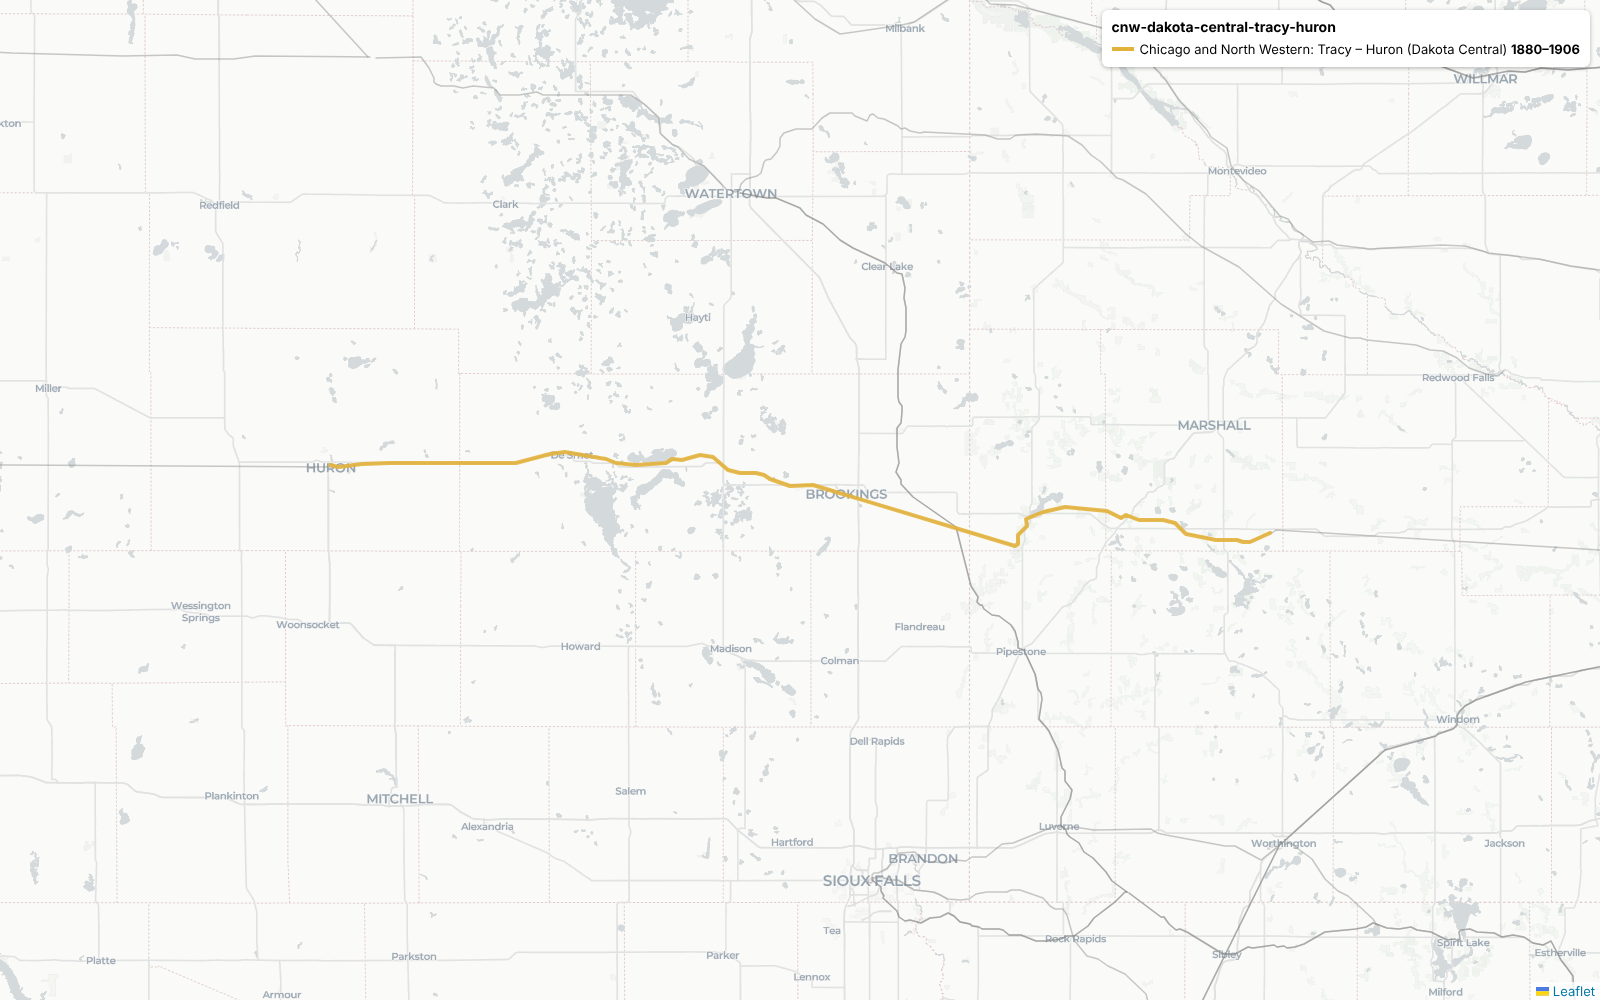 cnw-dakota-central-tracy-huron
Chicago and North Western: Tracy – Huron (Dakota Central) 1880–1906
Milbank
WILLMAR
kton
Montevideo
WATERTOWN
Redfield
Clark
Clear Lake
Hayti
Redwood Falls
Miller
MARSHALL
De Smet
HURON
BROOKINGS
Wessington
Springs
Woonsocket
Flandreau
Howard
Madison
Pipestone
Colman
Windom
Dell Rapids
Salem
Plankinton
MITCHELL
Alexandria
Luverne
Hartford
Worthington
Jackson
BRANDON
SIOUX FALLS
Tea
Rock Rapids
Spirit Lake
Platte
Parkston
Parker
Sibley
Estherville
Lennox
Armour
Milford
Leaflet